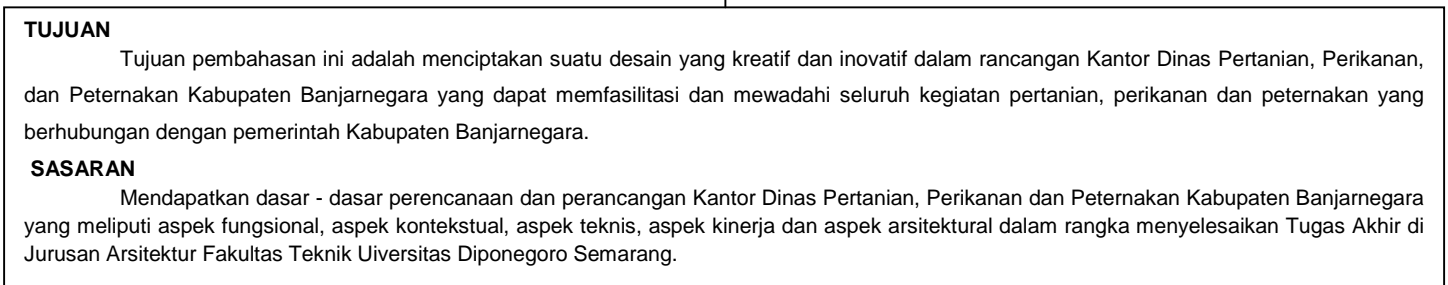 TUJUAN
Tujuan pembahasan ini adalah menciptakan suatu desain yang kreatif dan inovatif dalam rancangan Kantor Dinas Pertanian, Perikanan,
dan Peternakan Kabupaten Banjarnegara yang dapat memfasilitasi dan mewadahi seluruh kegiatan pertanian, perikanan dan peternakan yang
berhubungan dengan pemerintah Kabupaten Banjarnegara.
SASARAN
Mendapatkan dasar - dasar perencanaan dan perancangan Kantor Dinas Pertanian, Perikanan dan Peternakan Kabupaten Banjarnegara
yang meliputi aspek fungsional, aspek kontekstual, aspek teknis, aspek kinerja dan aspek arsitektural dalam rangka menyelesaikan Tugas Akhir di
Jurusan Arsitektur Fakultas Teknik Uiversitas Diponegoro Semarang.